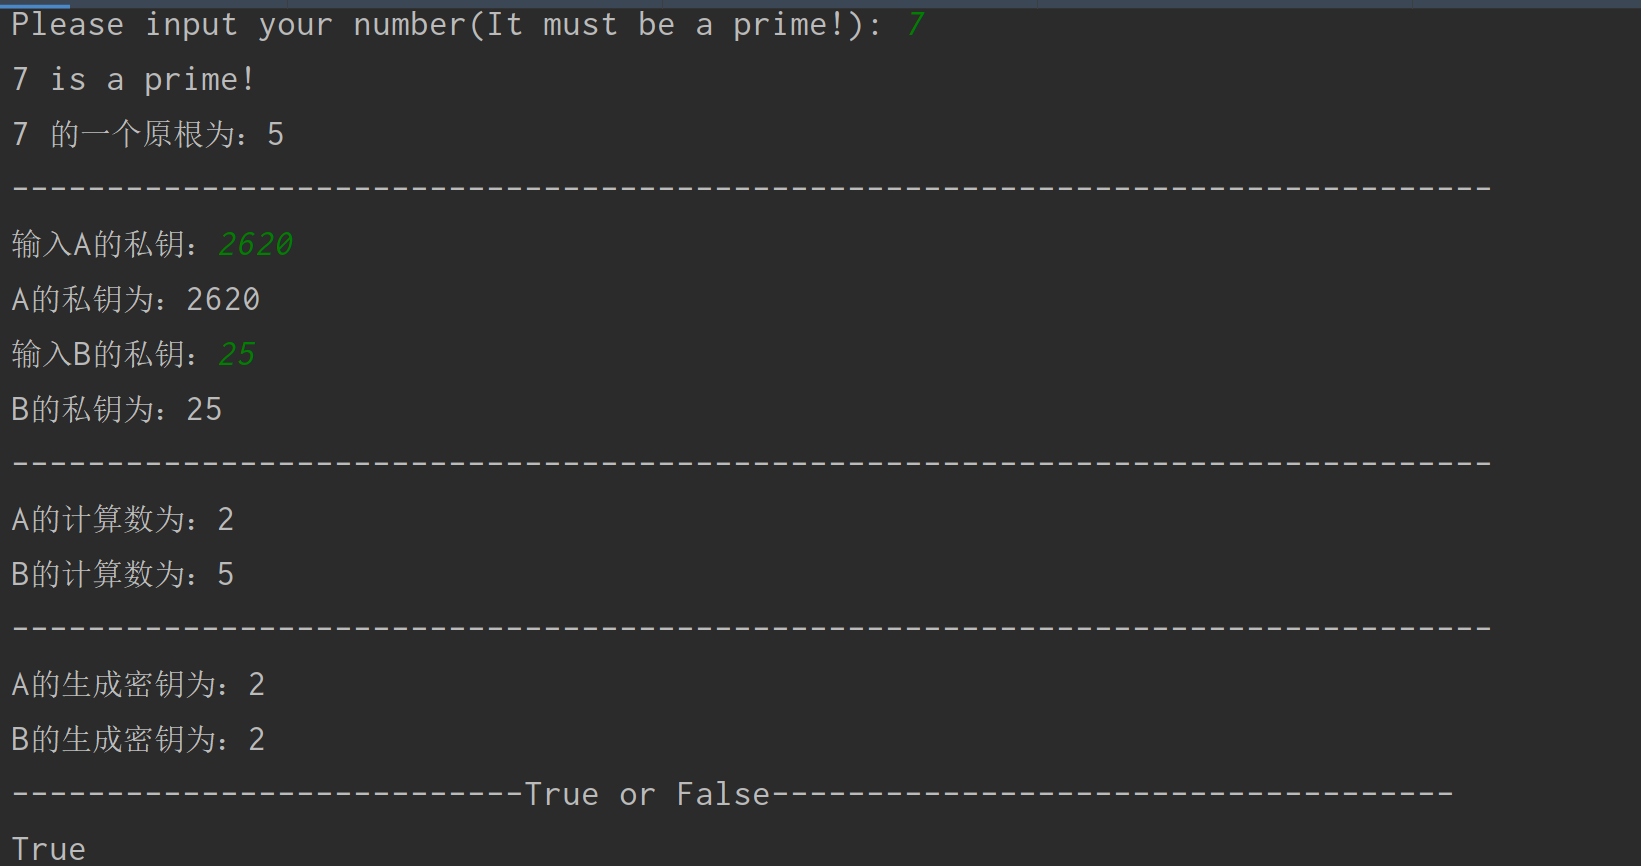 Please input your number(It must be a prime!): 7
7 is a prime!
7 的一个原根为：5
------------------------------------------------------------------------------
输入A的私钥：2620
A的私钥为：2620
输入B的私钥：25
B的私钥为：25
------------------------------------------------------------------------------
A的计算数为：2
B的计算数为：5
------------------------------------------------------------------------------
A的生成密钥为：2
B的生成密钥为：2
---------------------------True or False------------------------------------
True